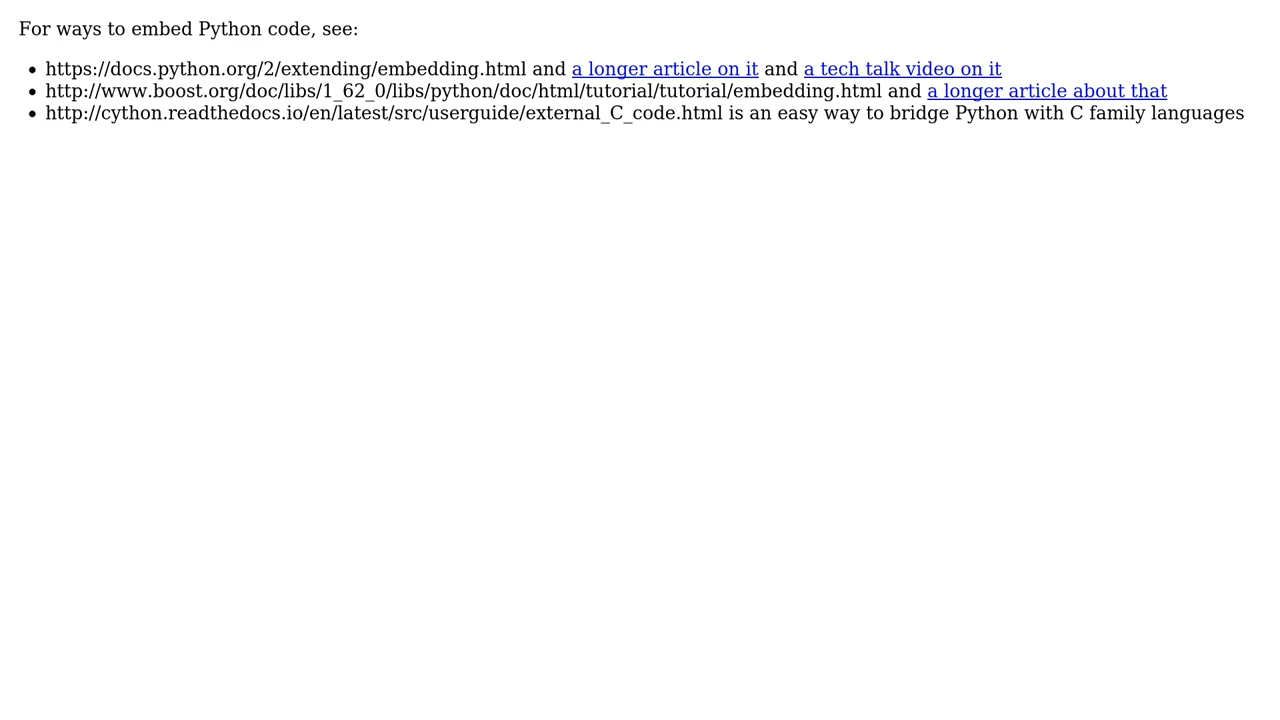 For ways to embed Python code, see:
• https://docs.python.org/2/extending/embedding.html and a longer article on it and a tech talk video on it
• http://www.boost.org/doc/libs/1_62_0/libs/python/doc/html/tutorial/tutorial/embedding.html and a longer article about that
• http://cython.readthedocs.io/en/latest/src/userguide/external_C_code.html is an easy way to bridge Python with C family languages